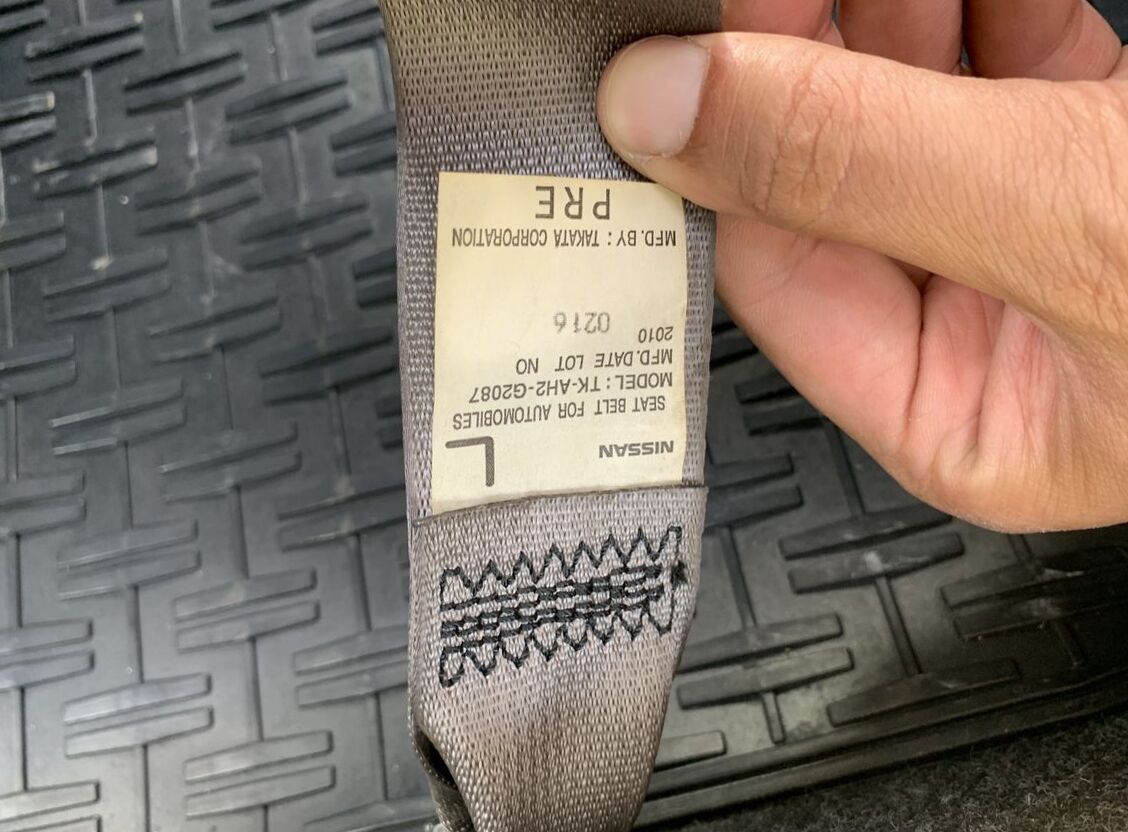 NISSAN L
SEAT BELT FOR AUTOMOBILES
MODEL : TK-AH2-G2087
MFD.DATE LOT NO
2010
0216
MFD. BY : TAKATA CORPORATION
PRE